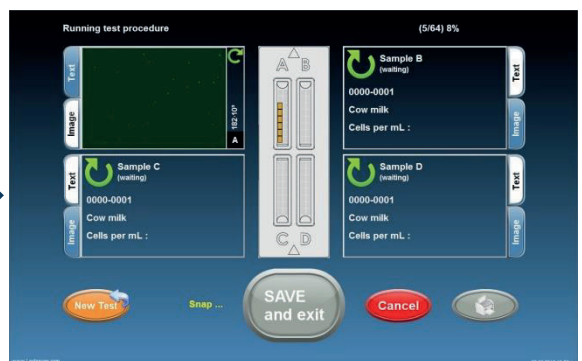 Running test procedure
(5/64) 8%
Text
Image
182·10³
A
A B
Sample B
(waiting)
0000-0001
Cow milk
Cells per mL :
Text
Image
Text
Image
Sample C
(waiting)
0000-0001
Cow milk
Cells per mL :
C D
Sample D
(waiting)
0000-0001
Cow milk
Cells per mL :
Text
Image
New Test
Snap ...
SAVE
and exit
Cancel